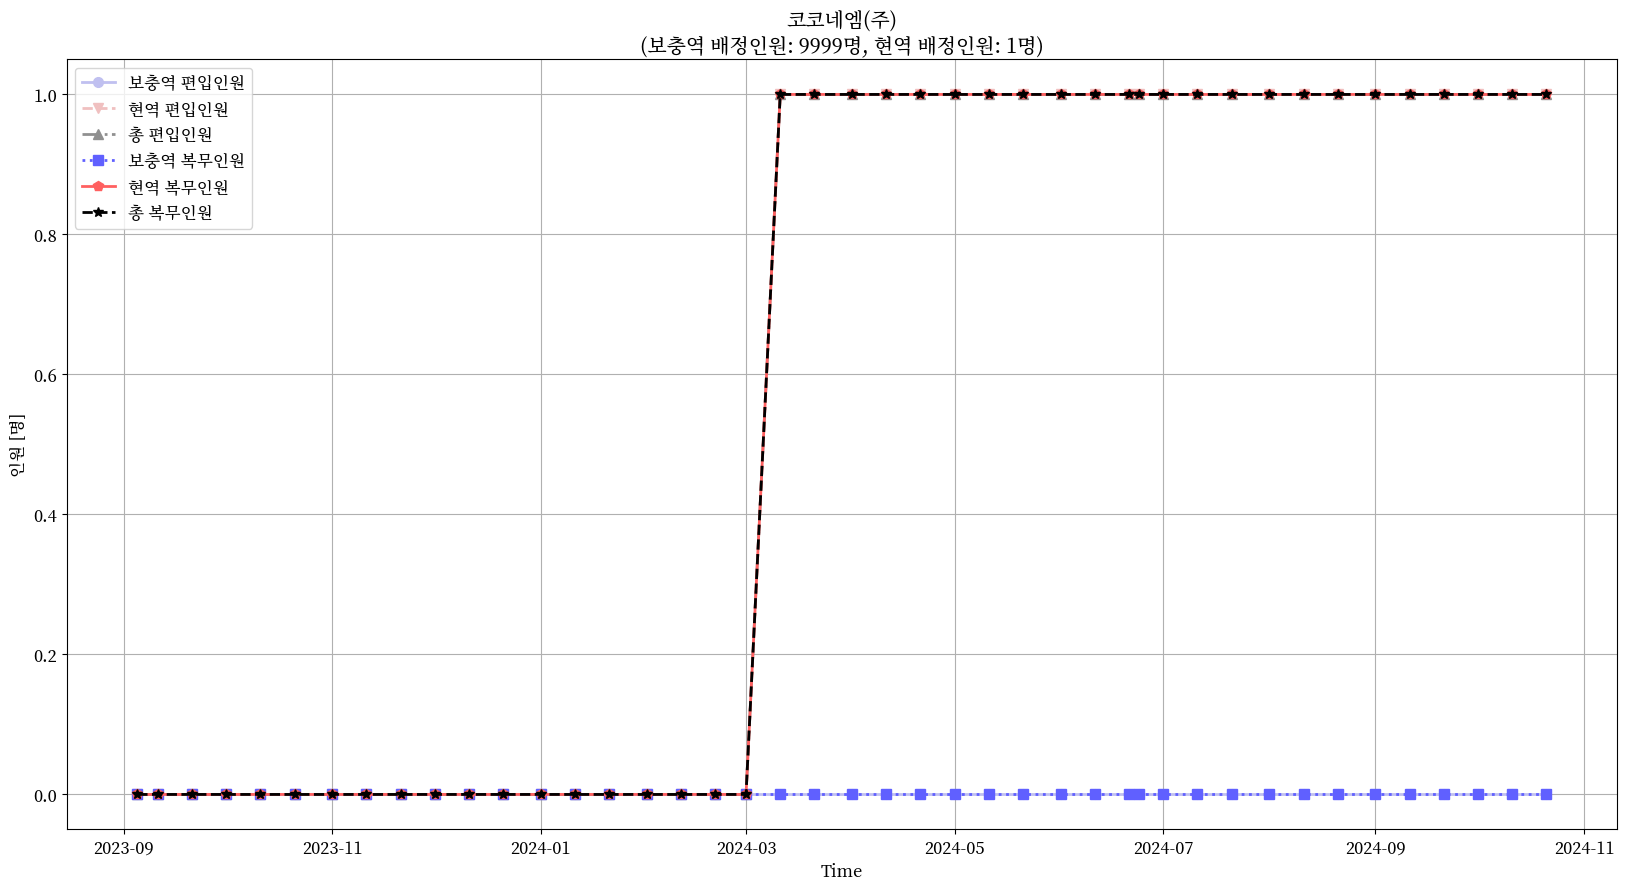 코코네엠(주)
(보충역 배정인원: 9999명, 현역 배정인원: 1명)
보충역 편입인원
현역 편입인원
총 편입인원
보충역 복무인원
현역 복무인원
총 복무인원
1.0
0.8
0.6
0.4
0.2
0.0
인원 [명]
2023-09
2023-11
2024-01
2024-03
2024-05
2024-07
2024-09
2024-11
Time